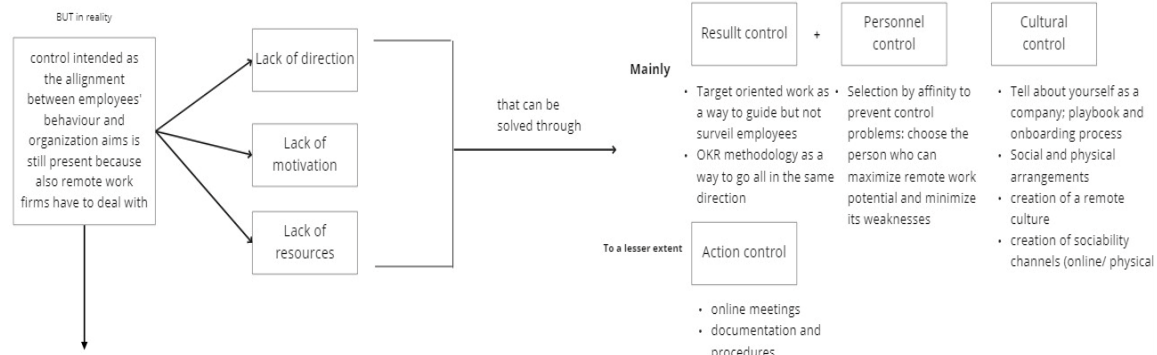 BUT in reality
control intended as
the allignment
between employees'
behaviour and
organization aims is
still present because
also remote work
firms have to deal with
Lack of direction
Lack of
motivation
Lack of
resources
that can be
solved through
Mainly
Resullt control
+
Personnel
control
Cultural
control
• Target oriented work as
a way to guide but not
surveil employees
• OKR methodology as a
way to go all in the same
direction
• Selection by affinity to
prevent control
problems: choose the
person who can
maximize remote work
potential and minimize
its weaknesses
• Tell about yourself as a
company; playbook and
onboarding process
• Social and physical
arrangements
• creation of a remote
culture
• creation of sociability
channels (online/ physical
To a lesser extent
Action control
• online meetings
• documentation and
procedures